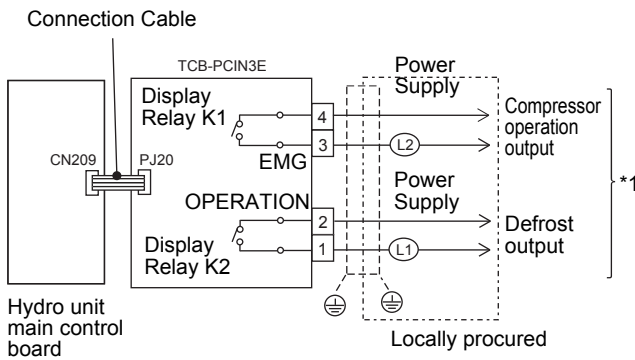 Connection Cable
TCB-PCIN3E
Power
Supply
Display
Relay K1
4
Compressor
operation
output
3
L2
EMG
CN209
PJ20
*1
OPERATION
Power
Supply
2
Display
Relay K2
1
L1
Defrost
output
Hydro unit
main control
board
Locally procured